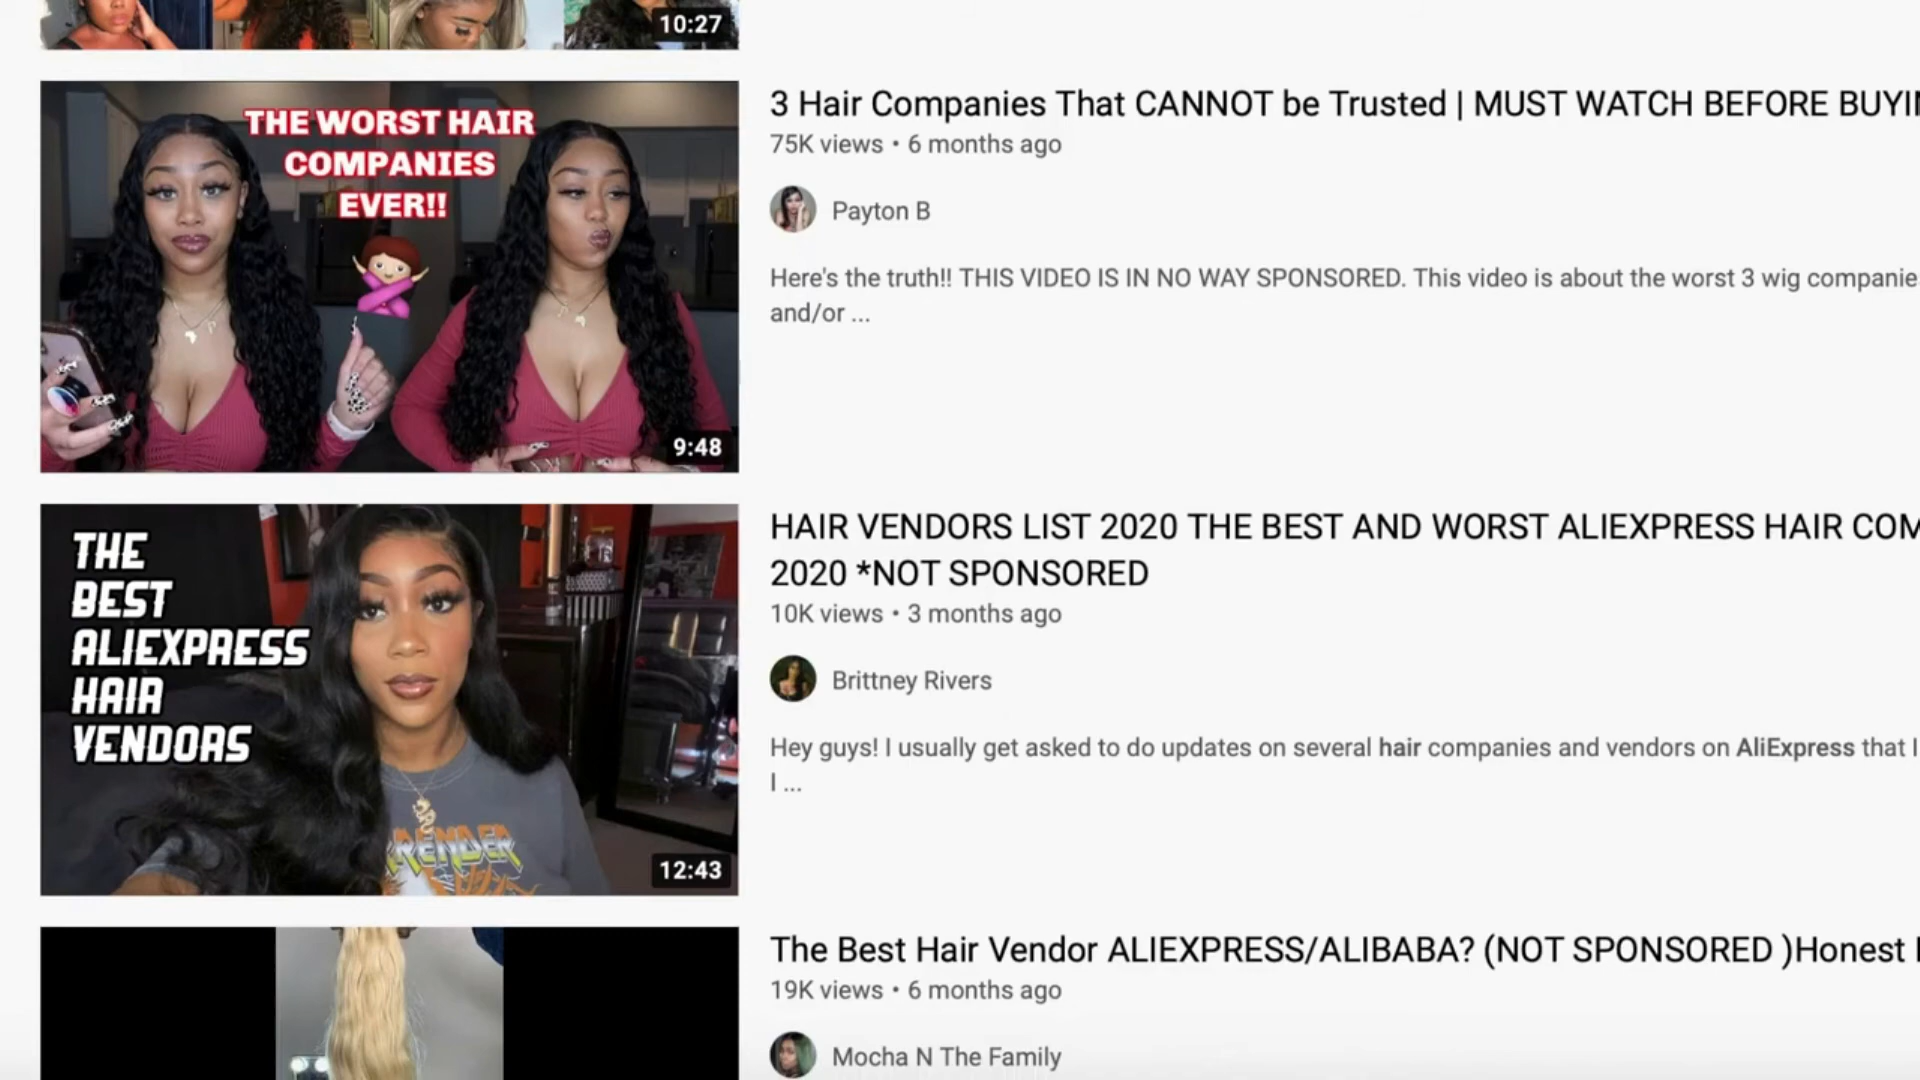 10:27
THE WORST HAIR
COMPANIES
EVER!!
9:48
3 Hair Companies That CANNOT be Trusted | MUST WATCH BEFORE BUYI
75K views • 6 months ago
Payton B
Here's the truth!! THIS VIDEO IS IN NO WAY SPONSORED. This video is about the worst 3 wig companie
and/or ...
THE
BEST
ALIEXPRESS
HAIR
VENDORS
RENDER
12:43
HAIR VENDORS LIST 2020 THE BEST AND WORST ALIEXPRESS HAIR COM
2020 *NOT SPONSORED
10K views • 3 months ago
Brittney Rivers
Hey guys! I usually get asked to do updates on several hair companies and vendors on AliExpress that I
I ...
The Best Hair Vendor ALIEXPRESS/ALIBABA? (NOT SPONSORED )Honest
19K views • 6 months ago
Mocha N The Family